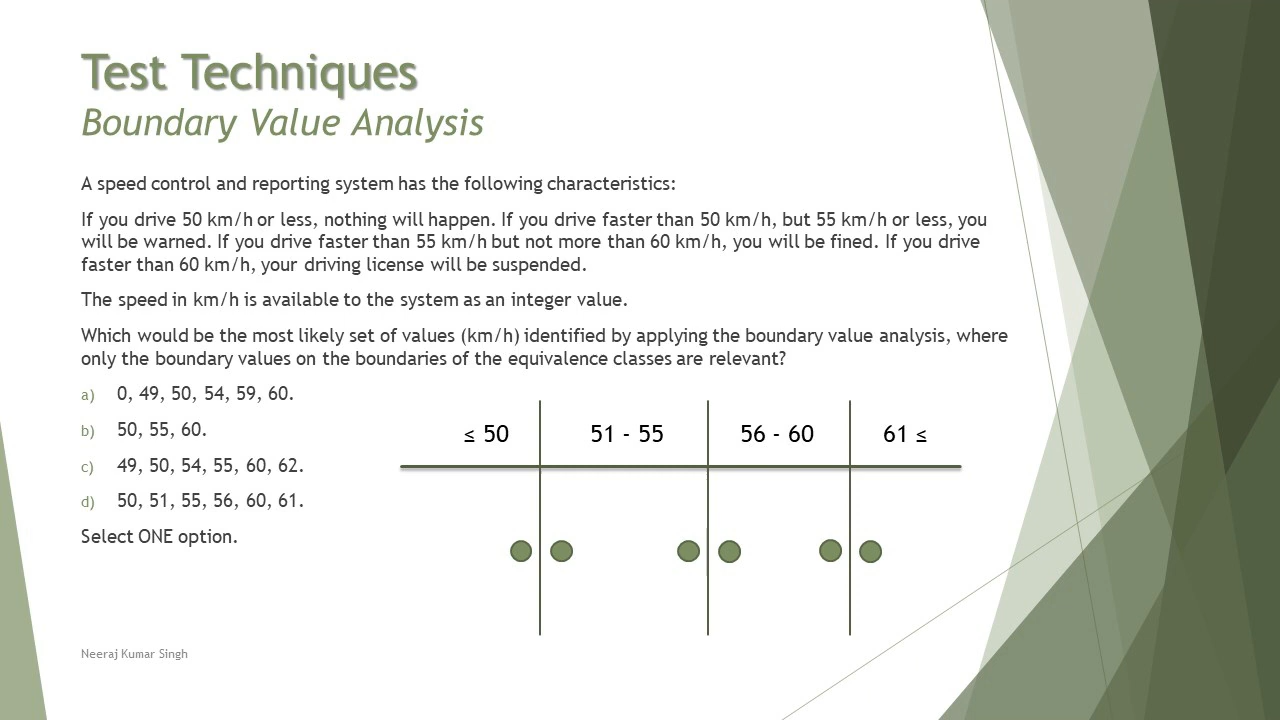 Test Techniques
Boundary Value Analysis
A speed control and reporting system has the following characteristics:
If you drive 50 km/h or less, nothing will happen. If you drive faster than 50 km/h, but 55 km/h or less, you
will be warned. If you drive faster than 55 km/h but not more than 60 km/h, you will be fined. If you drive
faster than 60 km/h, your driving license will be suspended.
The speed in km/h is available to the system as an integer value.
Which would be the most likely set of values (km/h) identified by applying the boundary value analysis, where
only the boundary values on the boundaries of the equivalence classes are relevant?
a) 0, 49, 50, 54, 59, 60.
b) 50, 55, 60.
c) 49, 50, 54, 55, 60, 62.
d) 50, 51, 55, 56, 60, 61.
Select ONE option.
≤ 50 51 - 55 56 - 60 61 ≤
Neeraj Kumar Singh